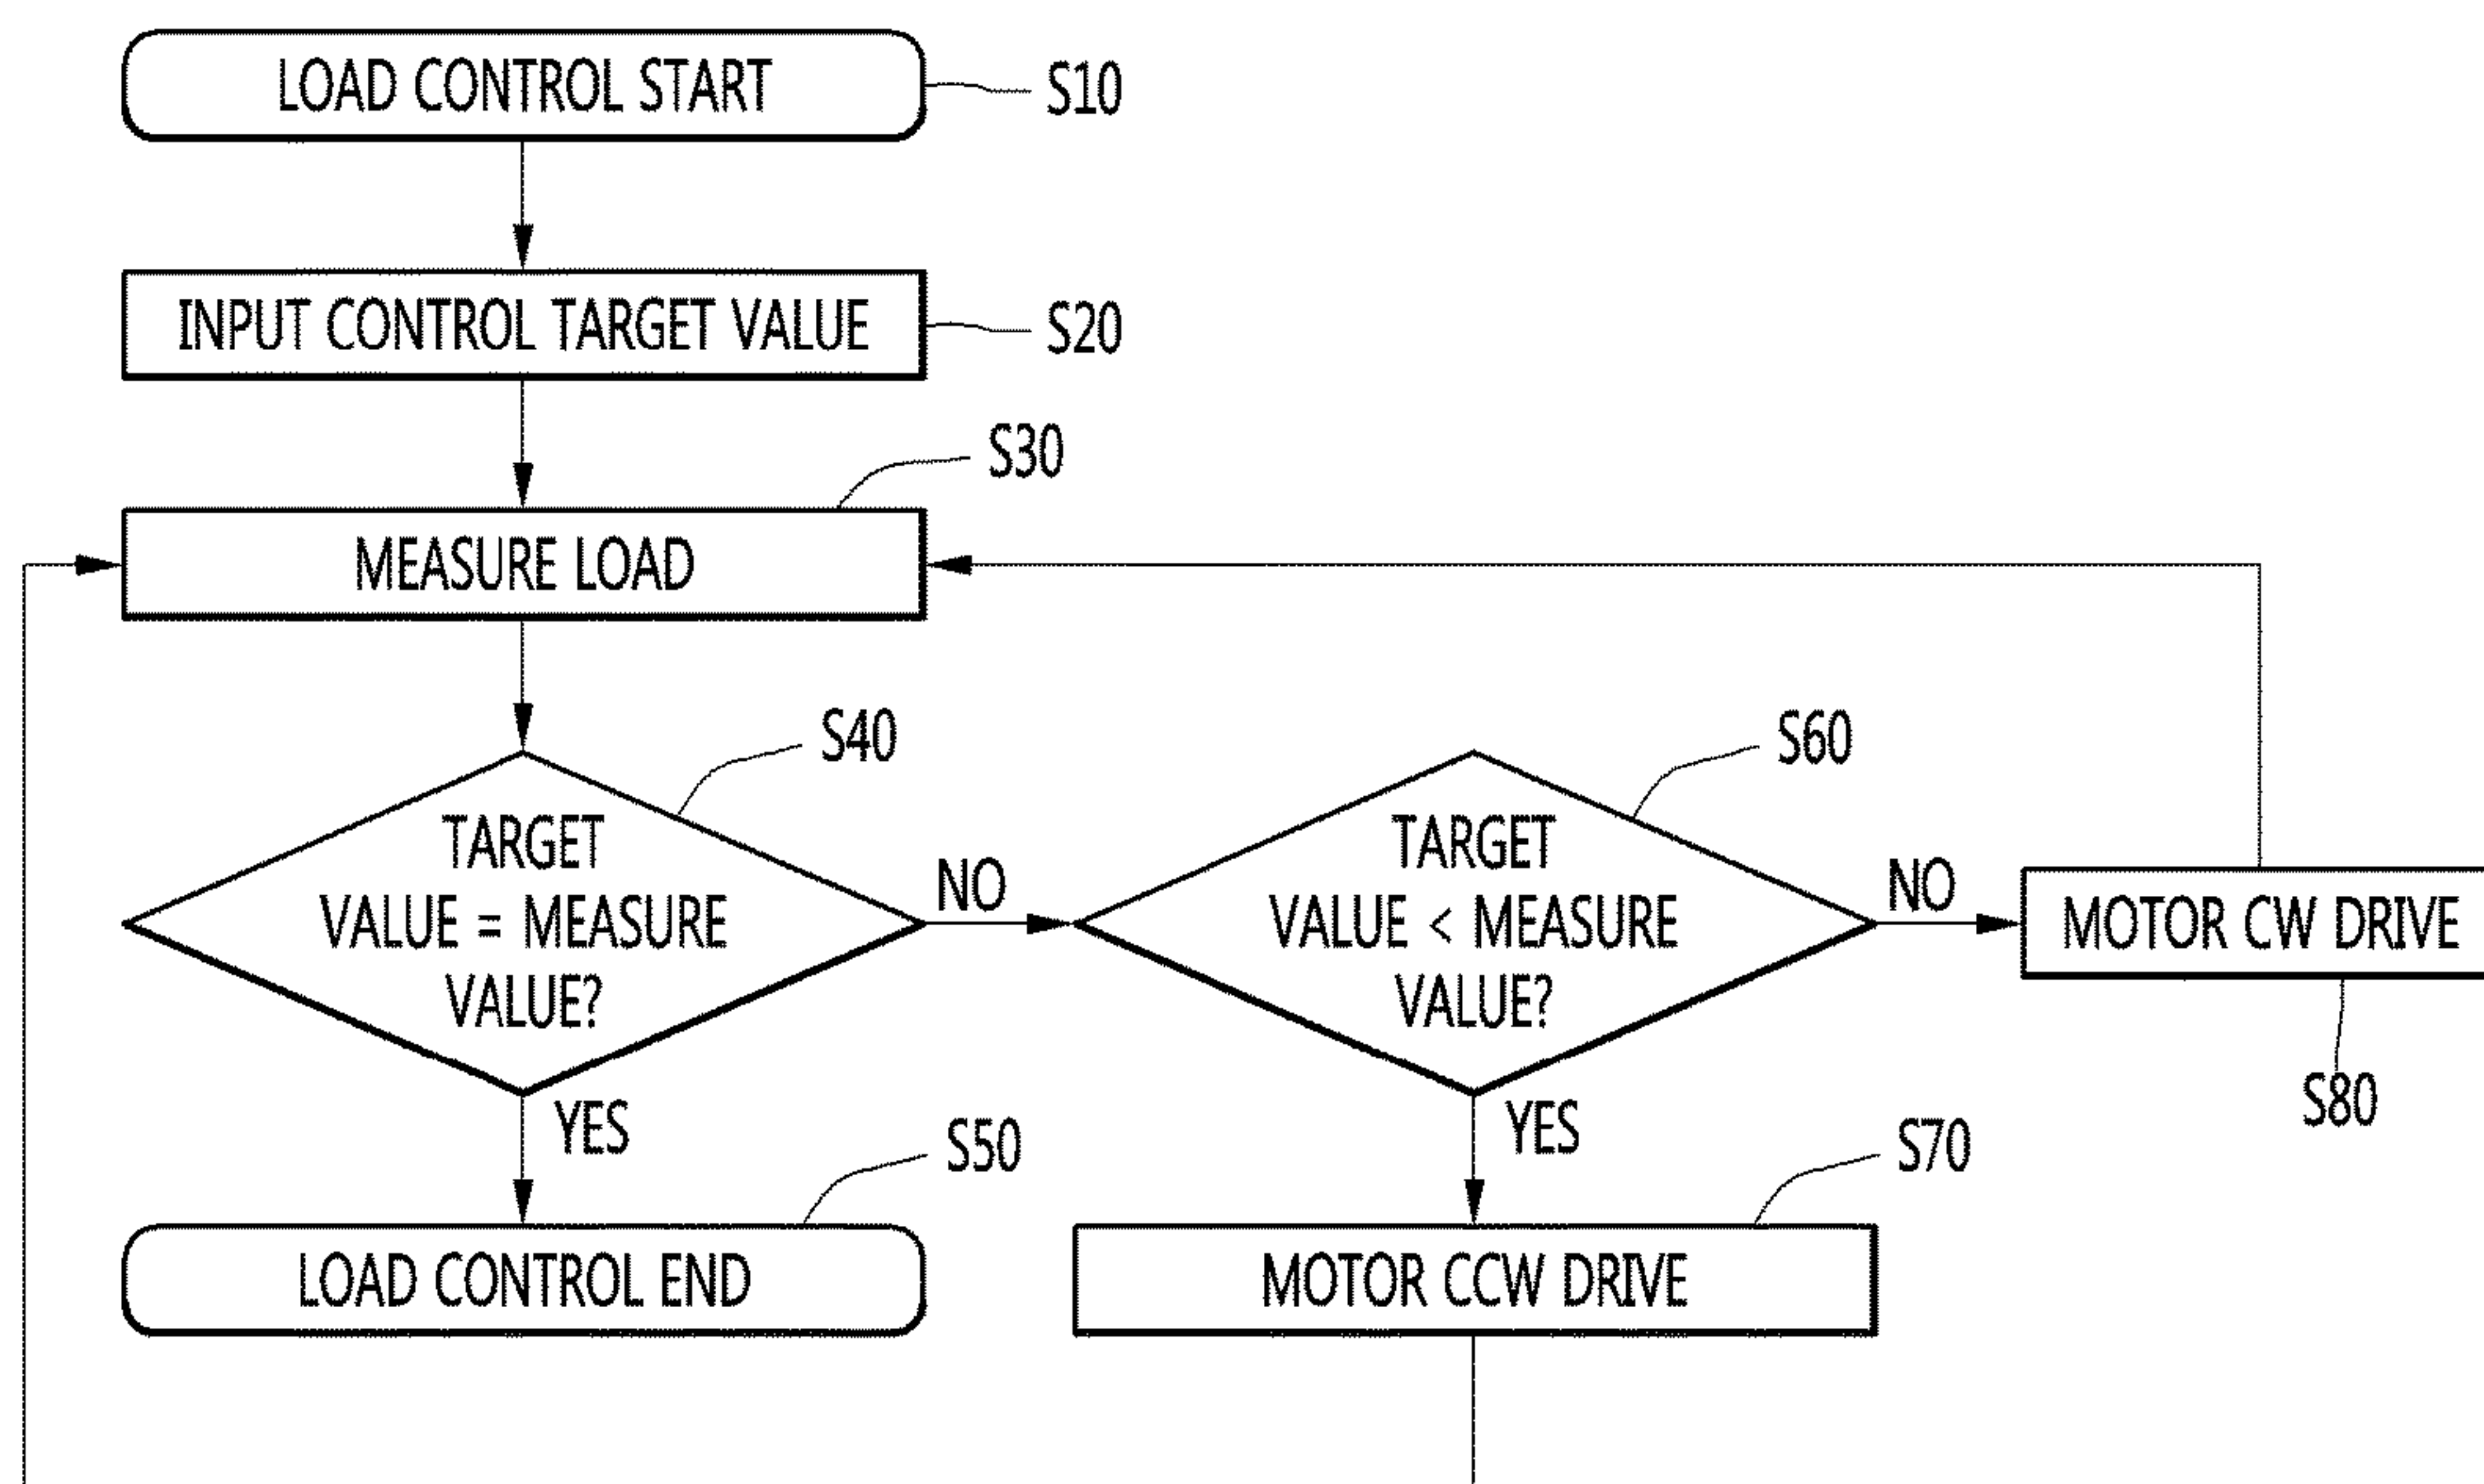 LOAD CONTROL START
S10
INPUT CONTROL TARGET VALUE
S20
S30
MEASURE LOAD
S40
TARGET
VALUE = MEASURE
VALUE?
NO
S60
TARGET
VALUE < MEASURE
VALUE?
NO
MOTOR CW DRIVE
S80
YES
S50
LOAD CONTROL END
YES
S70
MOTOR CCW DRIVE